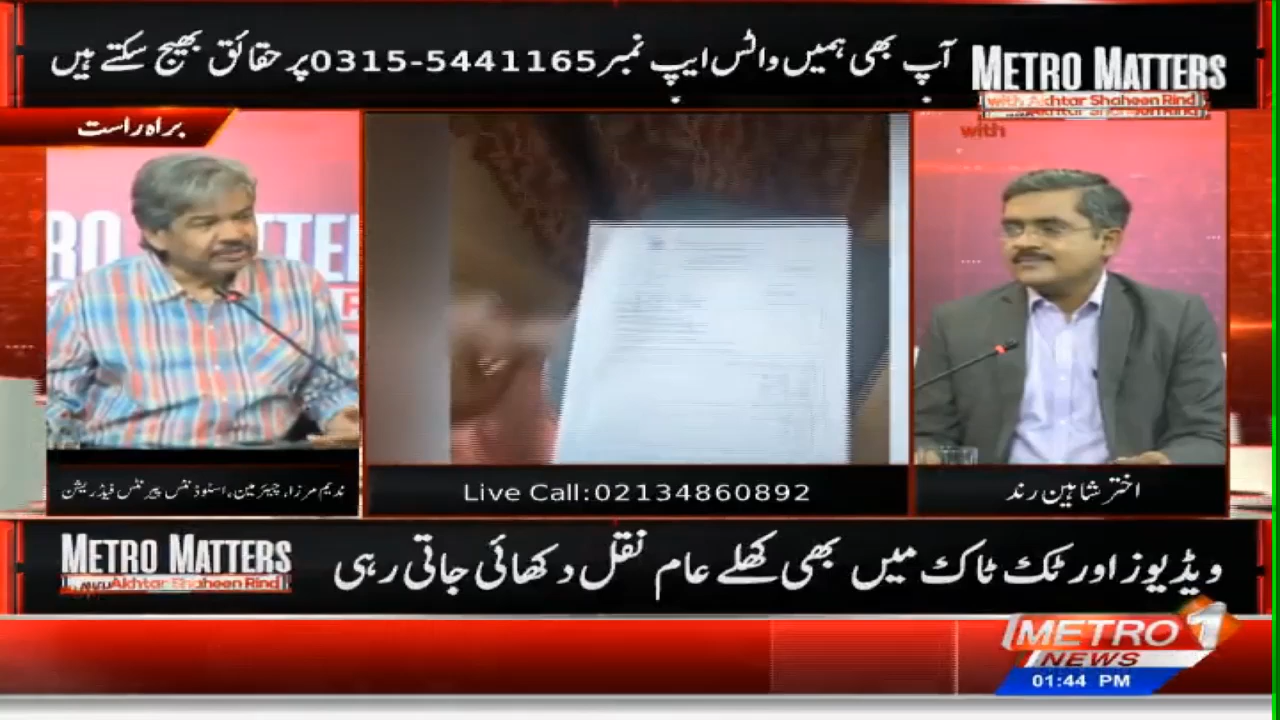 آپ بھی ہمیں واٹس ایپ نمبر 0315-5441165 پر حقائق بھیج سکتے ہیں
METRO MATTERS
with Akhtar Shaheen Rind
براہ راست
with
ندیم مرزا، چیئرمین، اسٹوڈنٹس پیرنٹس فیڈریشن
Live Call:02134860892
اختر شاہین رند
METRO MATTERS
Akhtar Shaheen Rind
ویڈیوز اور ٹک ٹاک میں بھی کھلے عام نقل دکھائی جاتی رہی
METRO 1
NEWS
01:44 PM